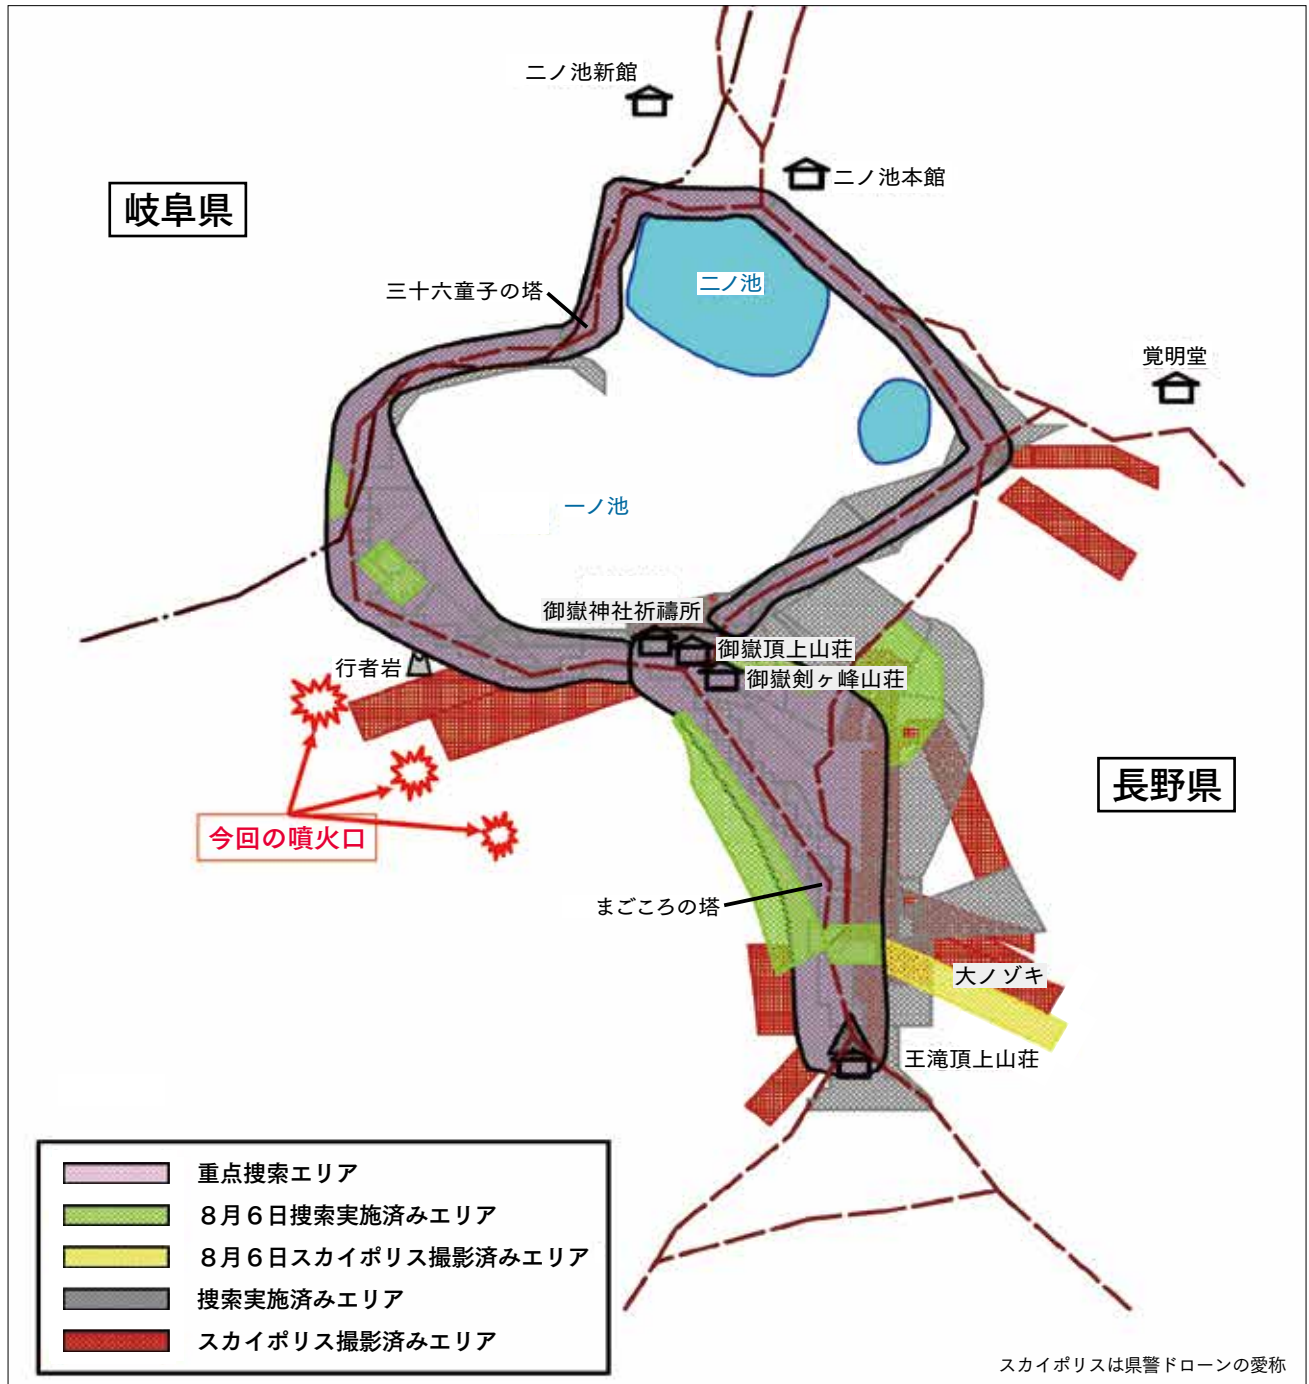 二ノ池新館
二ノ池本館
岐阜県
二ノ池
三十六童子の塔
覚明堂
一ノ池
御嶽神社祈禱所
御嶽頂上山荘
行者岩
御嶽剣ヶ峰山荘
長野県
今回の噴火口
まごころの塔
大ノゾキ
王滝頂上山荘
重点捜索エリア
８月６日捜索実施済みエリア
８月６日スカイポリス撮影済みエリア
捜索実施済みエリア
スカイポリス撮影済みエリア
スカイポリスは県警ドローンの愛称